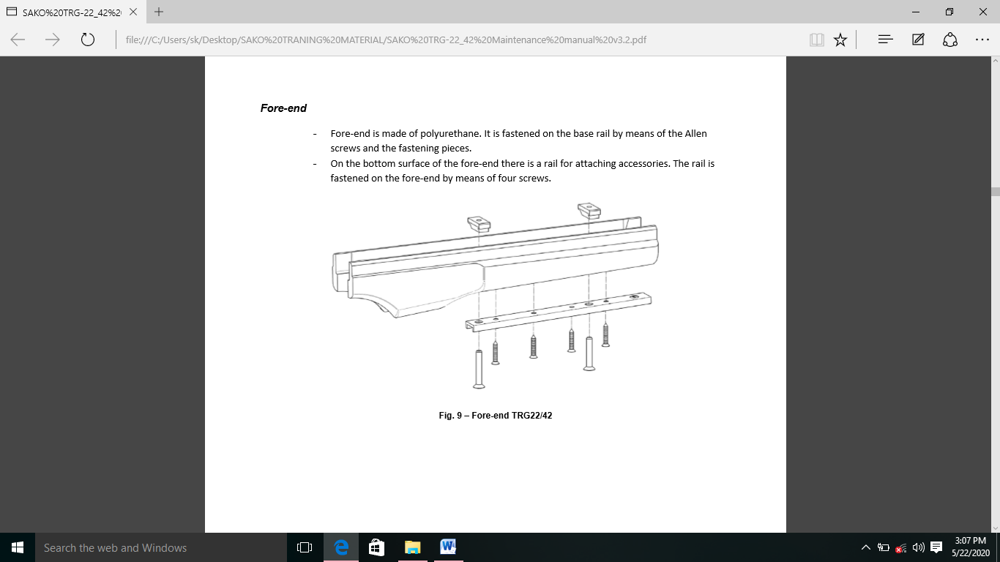 SAKO%20TRG-22_42%2(
file:///C:/Users/sk/Desktop/SAKO%20TRANING%20MATERIAL/SAKO%20TRG-22_42%20Maintenance%20manual%20v3.2.pdf
Fore-end
- Fore-end is made of polyurethane. It is fastened on the base rail by means of the Allen
screws and the fastening pieces.
- On the bottom surface of the fore-end there is a rail for attaching accessories. The rail is
fastened on the fore-end by means of four screws.
Fig. 9 – Fore-end TRG22/42
Search the web and Windows
3:07 PM
5/22/2020